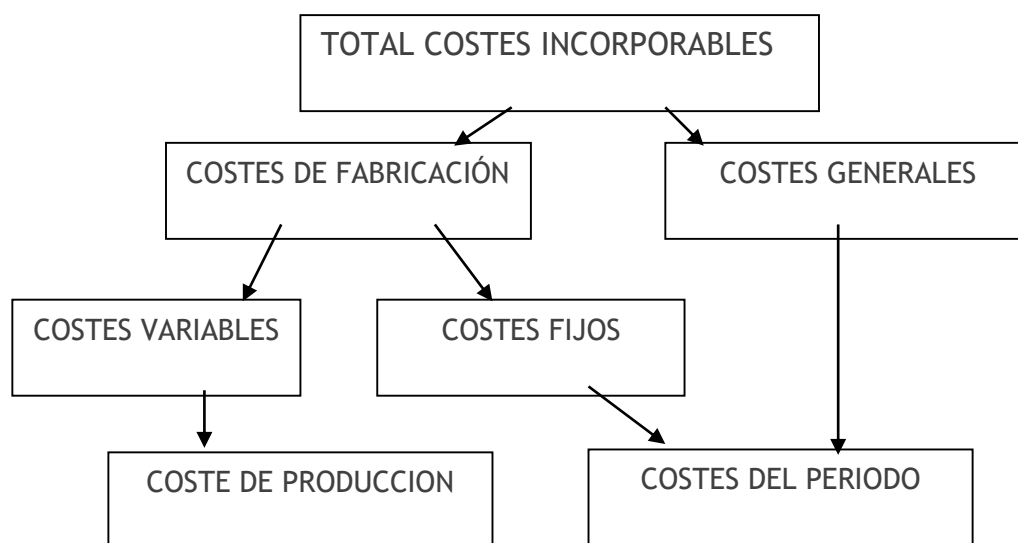 TOTAL COSTES INCORPORABLES
COSTES DE FABRICACIÓN
COSTES GENERALES
COSTES VARIABLES
COSTES FIJOS
COSTE DE PRODUCCION
COSTES DEL PERIODO